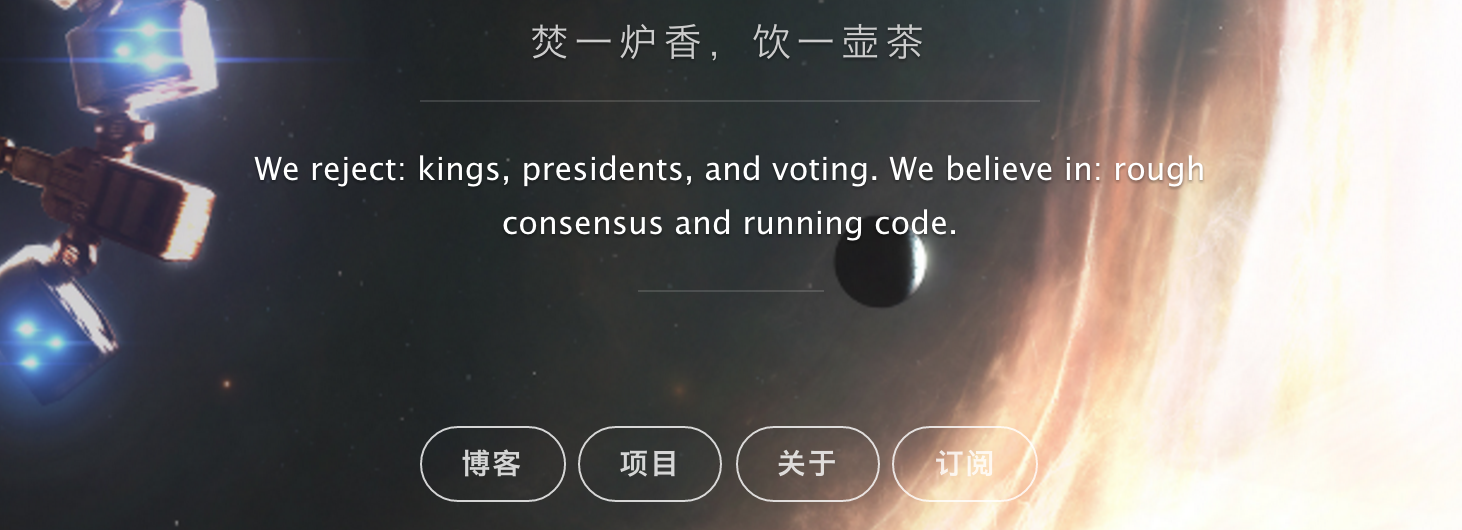 焚一炉香，饮一壶茶
We reject: kings, presidents, and voting. We believe in: rough
consensus and running code.
博客 项目 关于 订阅